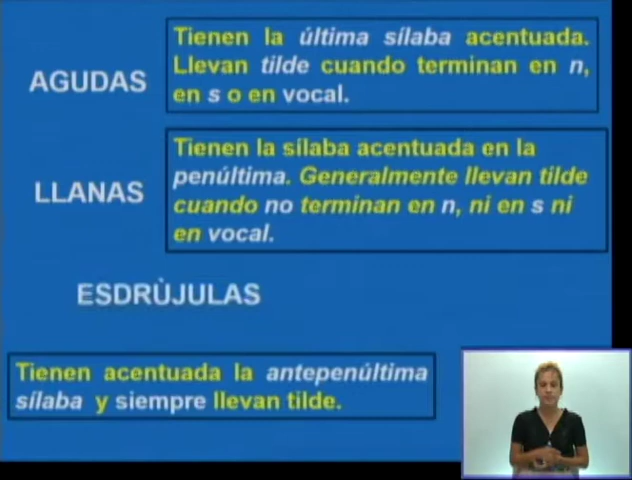 AGUDAS
Tienen la última sílaba acentuada.
Llevan tilde cuando terminan en n,
en s o en vocal.
LLANAS
Tienen la sílaba acentuada en la
penúltima. Generalmente llevan tilde
cuando no terminan en n, ni en s ni
en vocal.
ESDRÙJULAS
Tienen acentuada la antepenúltima
sílaba y siempre llevan tilde.